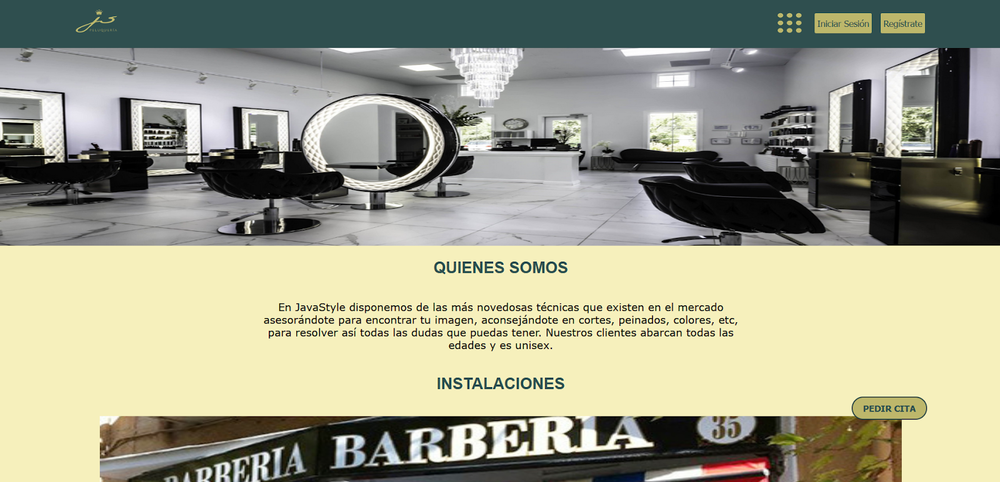 js
PELUQUERÍA
Iniciar Sesión
Regístrate
QUIENES SOMOS
En JavaStyle disponemos de las más novedosas técnicas que existen en el mercado
asesorándote para encontrar tu imagen, aconsejándote en cortes, peinados, colores, etc,
para resolver así todas las dudas que puedas tener. Nuestros clientes abarcan todas las
edades y es unisex.
INSTALACIONES
PEDIR CITA
BARBERIA
BARBERIA
35